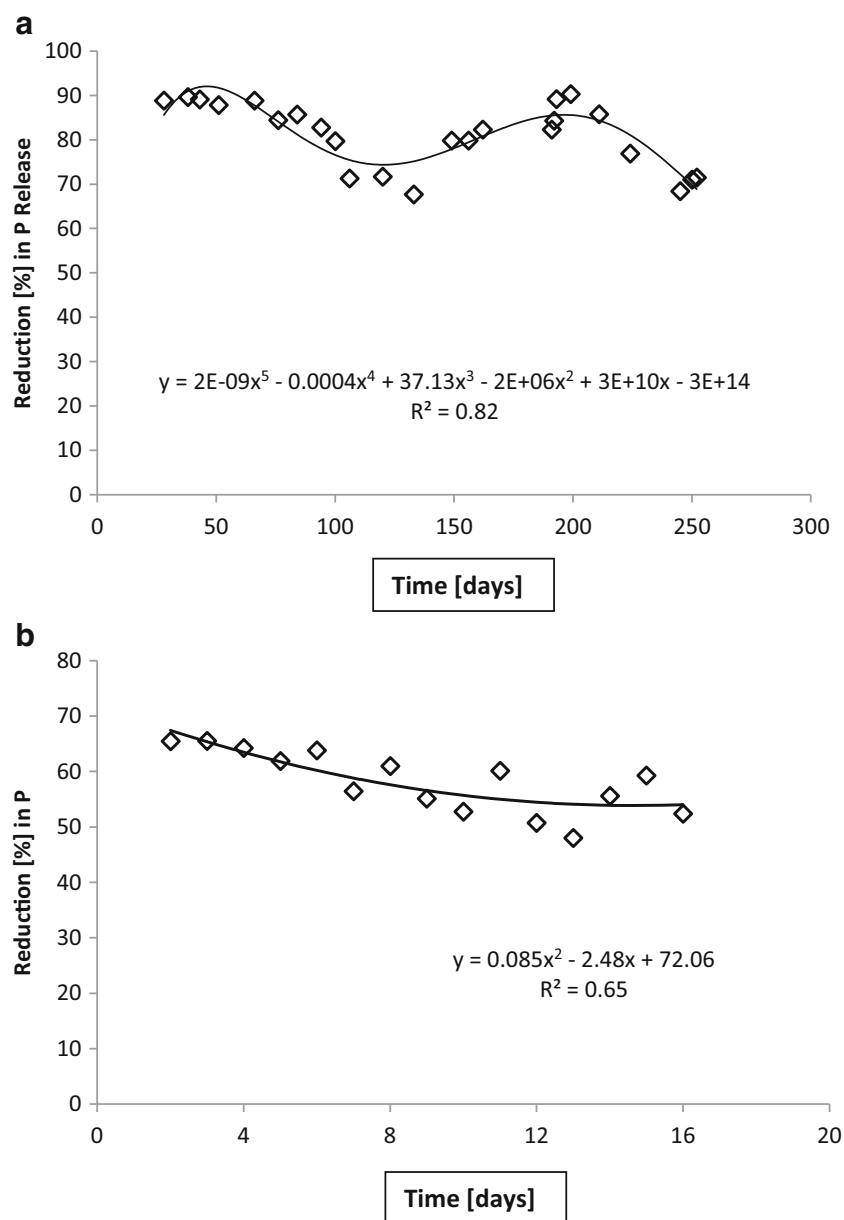 a
100
90
80
70
60
50
40
30
20
10
0
Reduction [%] in P Release
y = 2E-09x⁵ - 0.0004x⁴ + 37.13x³ - 2E+06x² + 3E+10x - 3E+14
R² = 0.82
0 50 100 150 200 250 300
Time [days]
b
80
70
60
50
40
30
20
10
0
Reduction [%] in P
y = 0.085x² - 2.48x + 72.06
R² = 0.65
0 4 8 12 16 20
Time [days]